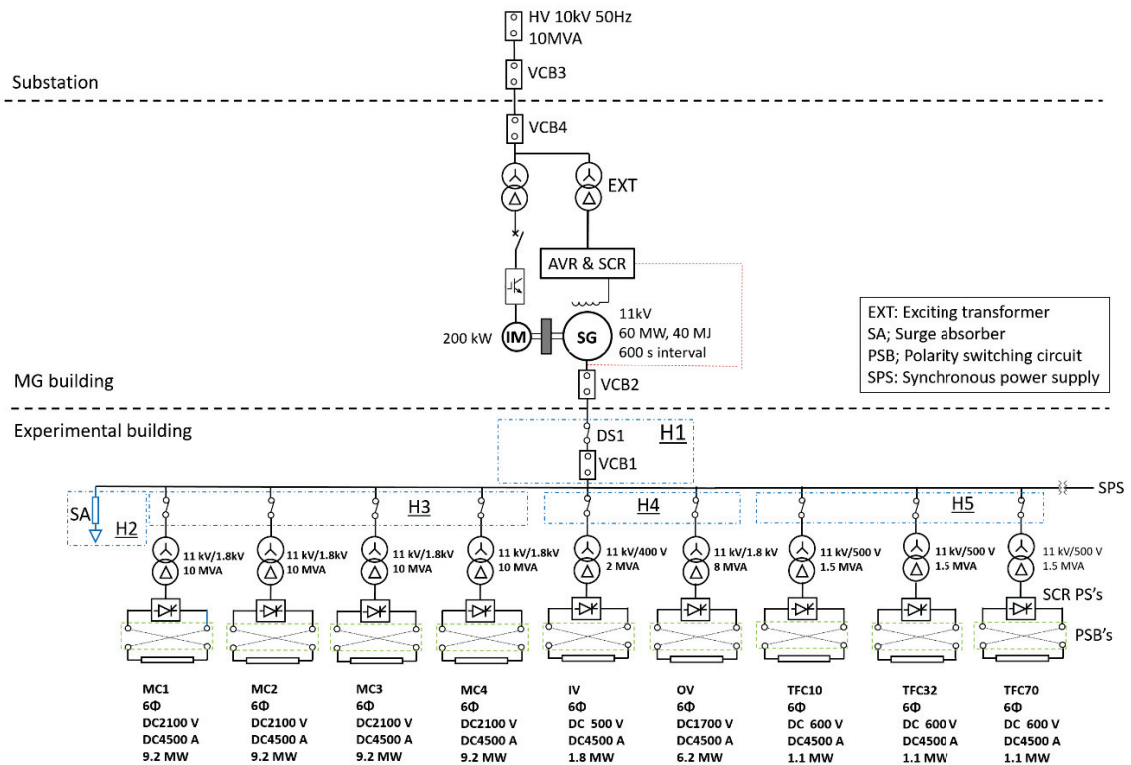 HV 10kV 50Hz
10MVA
VCB3
Substation
VCB4
EXT
AVR & SCR
200 kW
IM
SG
11kV
60 MW, 40 MJ
600 s interval
EXT: Exciting transformer
SA; Surge absorber
PSB; Polarity switching circuit
SPS: Synchronous power supply
MG building
VCB2
Experimental building
DS1
H1
VCB1
SPS
SA
H2
H3
H4
H5
11 kV/1.8kV
10 MVA
11 kV/1.8kV
10 MVA
11 kV/1.8kV
10 MVA
11 kV/1.8kV
10 MVA
11 kV/400 V
2 MVA
11 kV/1.8 kV
8 MVA
11 kV/500 V
1.5 MVA
11 kV/500 V
1.5 MVA
11 kV/500 V
1.5 MVA
SCR PS's
PSB's
MC1
6Φ
DC2100 V
DC4500 A
9.2 MW
MC2
6Φ
DC2100 V
DC4500 A
9.2 MW
MC3
6Φ
DC2100 V
DC4500 A
9.2 MW
MC4
6Φ
DC2100 V
DC4500 A
9.2 MW
IV
6Φ
DC 500 V
DC4500 A
1.8 MW
OV
6Φ
DC1700 V
DC4500 A
6.2 MW
TFC10
6Φ
DC 600 V
DC4500 A
1.1 MW
TFC32
6Φ
DC 600 V
DC4500 A
1.1 MW
TFC70
6Φ
DC 600 V
DC4500 A
1.1 MW